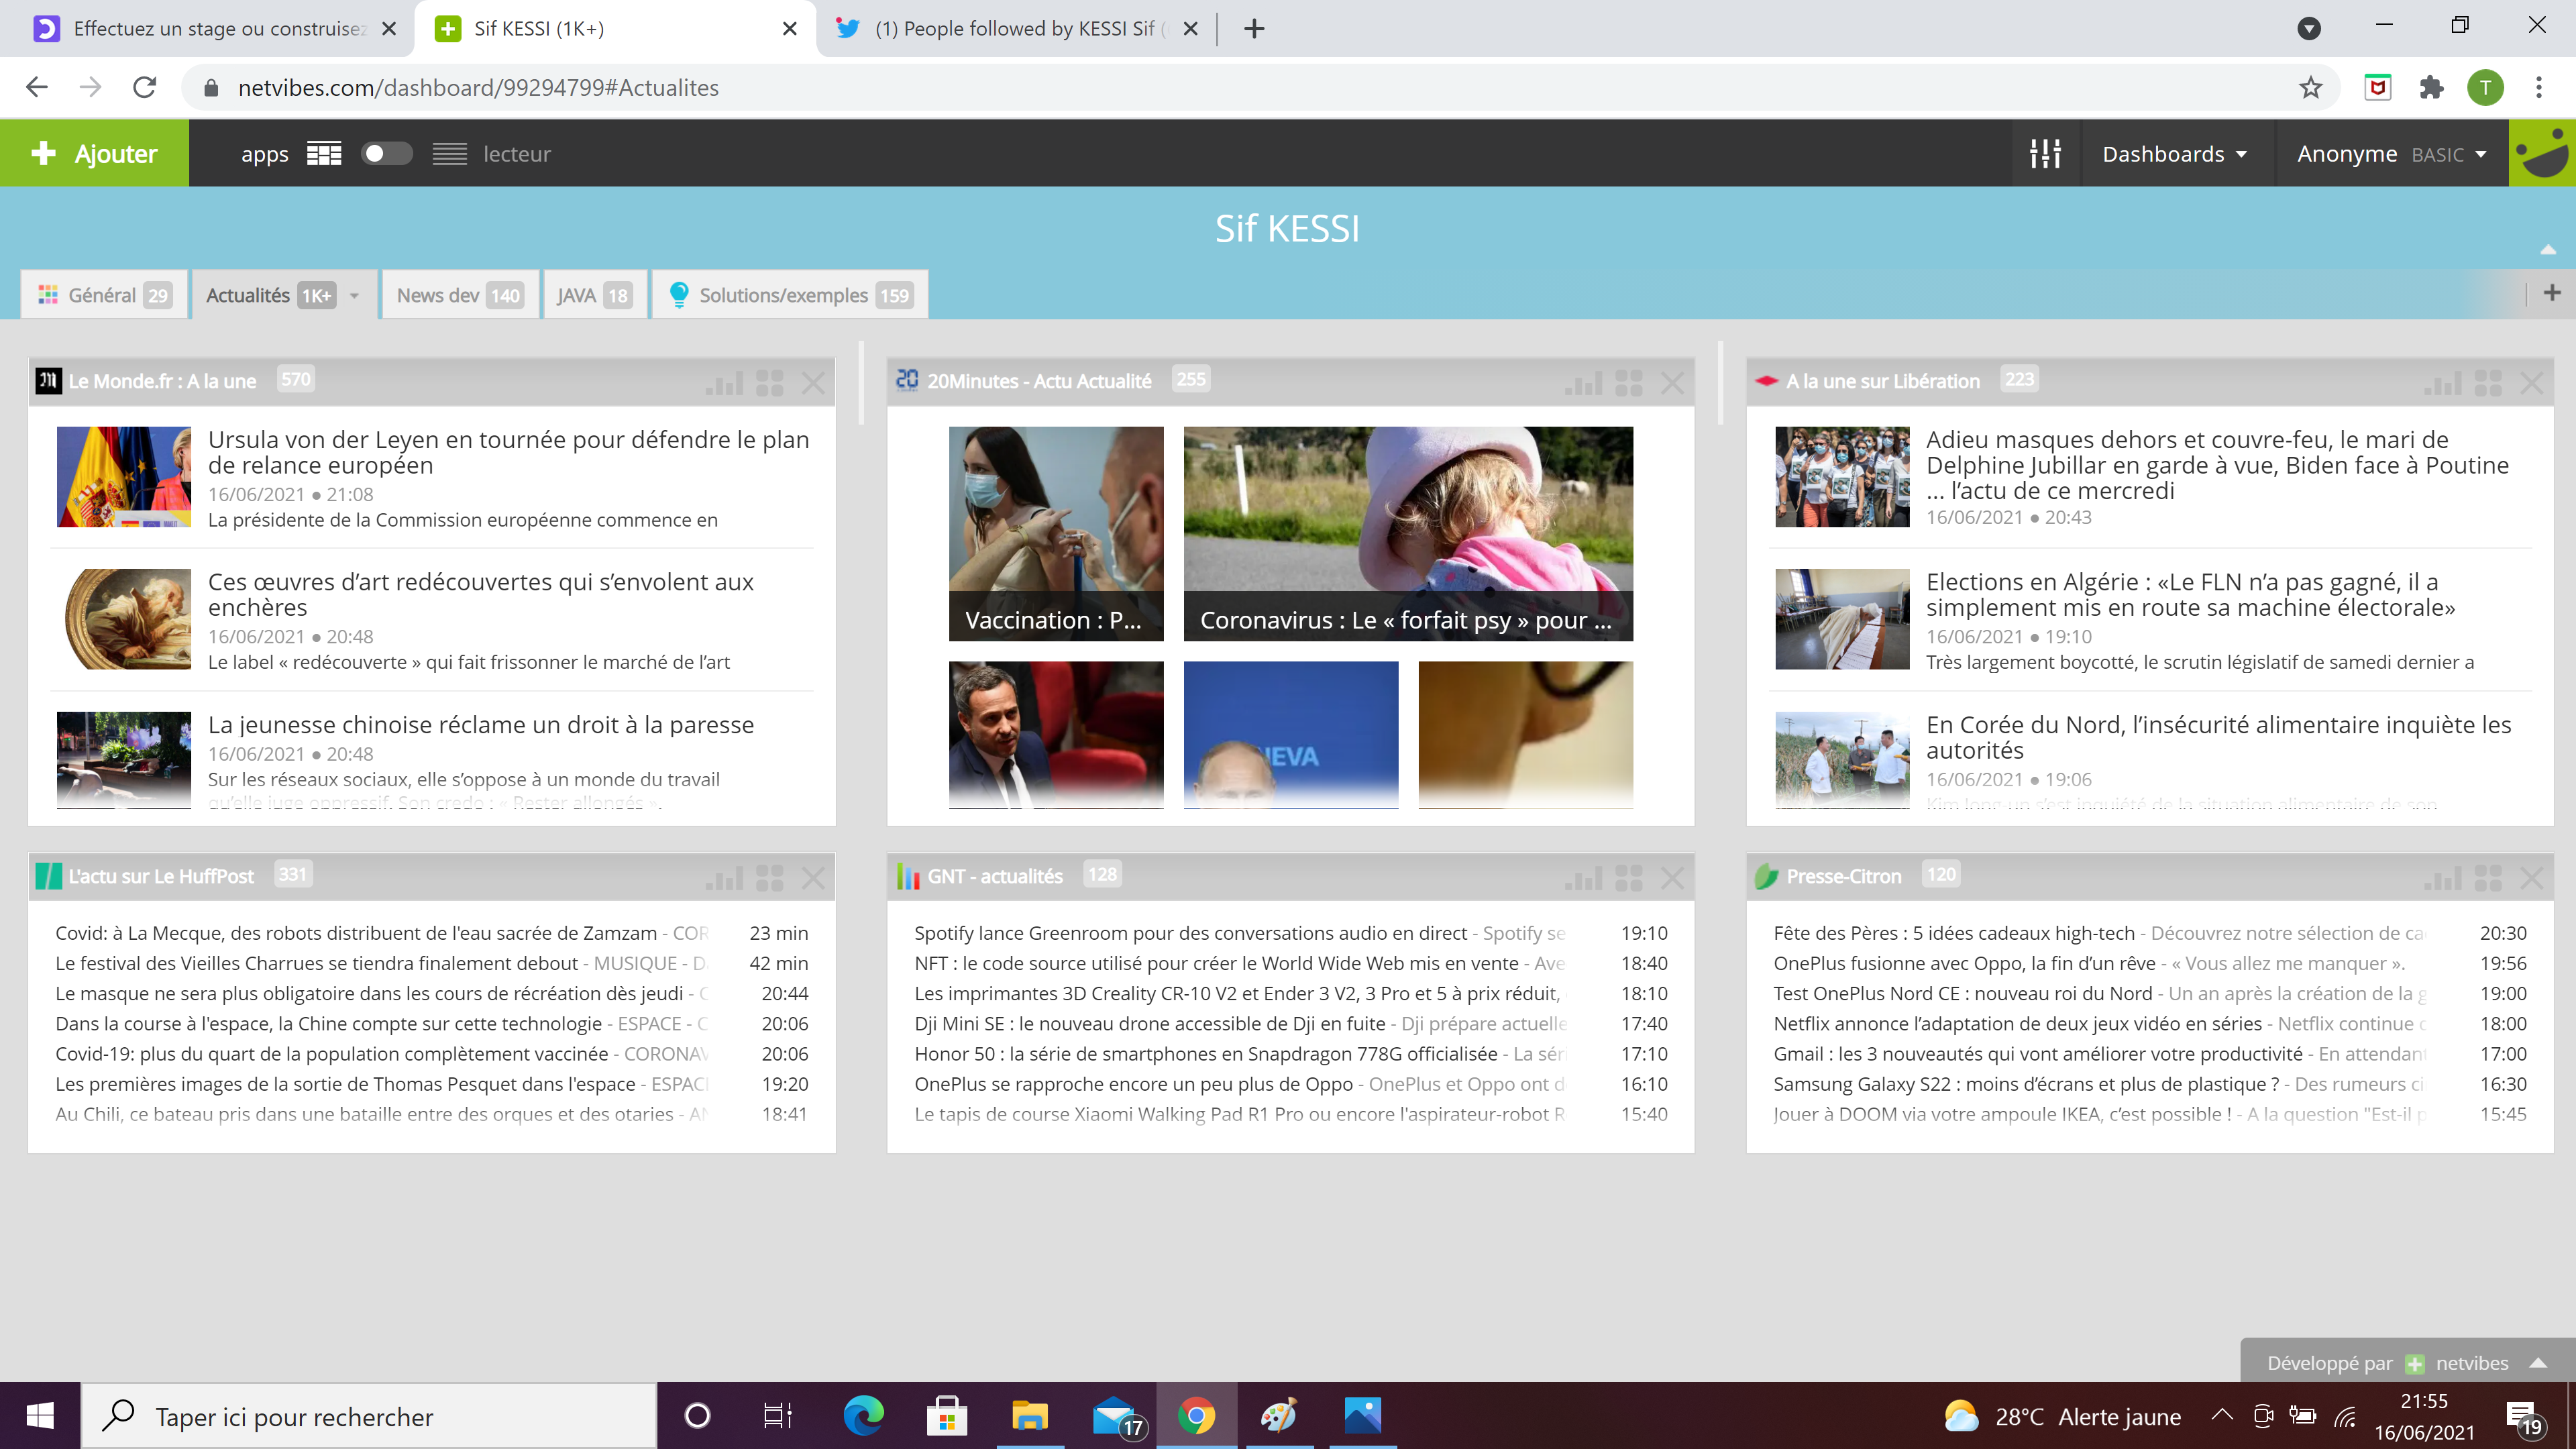 Effectuez un stage ou construisez
Sif KESSI (1K+)
(1) People followed by KESSI Sif (
netvibes.com/dashboard/99294799#Actualites
T
Ajouter
apps
lecteur
Dashboards
Anonyme BASIC
Sif KESSI
Général 29
Actualités 1K+
News dev 140
JAVA 18
Solutions/exemples 159
Le Monde.fr : A la une 570
Ursula von der Leyen en tournée pour défendre le plan
de relance européen
16/06/2021 ● 21:08
La présidente de la Commission européenne commence en
Ces œuvres d’art redécouvertes qui s’envolent aux
enchères
16/06/2021 ● 20:48
Le label « redécouverte » qui fait frissonner le marché de l’art
La jeunesse chinoise réclame un droit à la paresse
16/06/2021 ● 20:48
Sur les réseaux sociaux, elle s’oppose à un monde du travail
qu’elle juge oppressif. Son credo : « Rester allongés ».
20Minutes - Actu Actualité 255
Vaccination : P...
Coronavirus : Le « forfait psy » pour ...
NEVA
A la une sur Libération 223
Adieu masques dehors et couvre-feu, le mari de
Delphine Jubillar en garde à vue, Biden face à Poutine
... l’actu de ce mercredi
16/06/2021 ● 20:43
Elections en Algérie : «Le FLN n’a pas gagné, il a
simplement mis en route sa machine électorale»
16/06/2021 ● 19:10
Très largement boycotté, le scrutin législatif de samedi dernier a
En Corée du Nord, l’insécurité alimentaire inquiète les
autorités
16/06/2021 ● 19:06
Kim Jong-un s’est inquiété de la situation alimentaire de son
L'actu sur Le HuffPost 331
Covid: à La Mecque, des robots distribuent de l'eau sacrée de Zamzam - COR 23 min
Le festival des Vieilles Charrues se tiendra finalement debout - MUSIQUE - D 42 min
Le masque ne sera plus obligatoire dans les cours de récréation dès jeudi - C 20:44
Dans la course à l'espace, la Chine compte sur cette technologie - ESPACE - C 20:06
Covid-19: plus du quart de la population complètement vaccinée - CORONAV 20:06
Les premières images de la sortie de Thomas Pesquet dans l'espace - ESPACE 19:20
Au Chili, ce bateau pris dans une bataille entre des orques et des otaries - AN 18:41
GNT - actualités 128
Spotify lance Greenroom pour des conversations audio en direct - Spotify se 19:10
NFT : le code source utilisé pour créer le World Wide Web mis en vente - Ave 18:40
Les imprimantes 3D Creality CR-10 V2 et Ender 3 V2, 3 Pro et 5 à prix réduit, 18:10
Dji Mini SE : le nouveau drone accessible de Dji en fuite - Dji prépare actuelle 17:40
Honor 50 : la série de smartphones en Snapdragon 778G officialisée - La séri 17:10
OnePlus se rapproche encore un peu plus de Oppo - OnePlus et Oppo ont d 16:10
Le tapis de course Xiaomi Walking Pad R1 Pro ou encore l'aspirateur-robot R 15:40
Presse-Citron 120
Fête des Pères : 5 idées cadeaux high-tech - Découvrez notre sélection de ca 20:30
OnePlus fusionne avec Oppo, la fin d’un rêve - « Vous allez me manquer ». 19:56
Test OnePlus Nord CE : nouveau roi du Nord - Un an après la création de la g 19:00
Netflix annonce l’adaptation de deux jeux vidéo en séries - Netflix continue d 18:00
Gmail : les 3 nouveautés qui vont améliorer votre productivité - En attendant 17:00
Samsung Galaxy S22 : moins d’écrans et plus de plastique ? - Des rumeurs ci 16:30
Jouer à DOOM via votre ampoule IKEA, c’est possible ! - A la question "Est-il p 15:45
Développé par netvibes
Taper ici pour rechercher
17
28°C Alerte jaune
21:55
16/06/2021
19